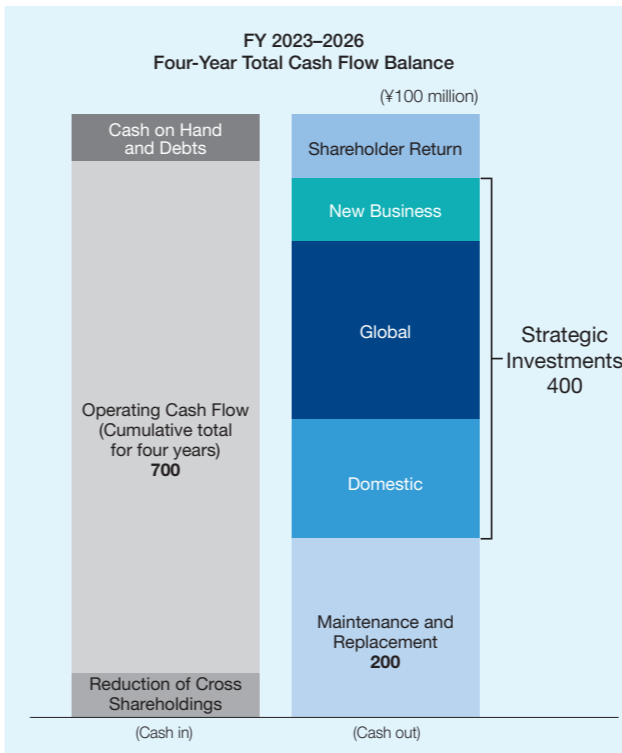 FY 2023–2026
Four-Year Total Cash Flow Balance
(¥100 million)
Cash on Hand
and Debts
Operating Cash Flow
(Cumulative total
for four years)
700
Reduction of Cross
Shareholdings
(Cash in)
Shareholder Return
New Business
Global
Domestic
Maintenance and
Replacement
200
(Cash out)
Strategic
Investments
400